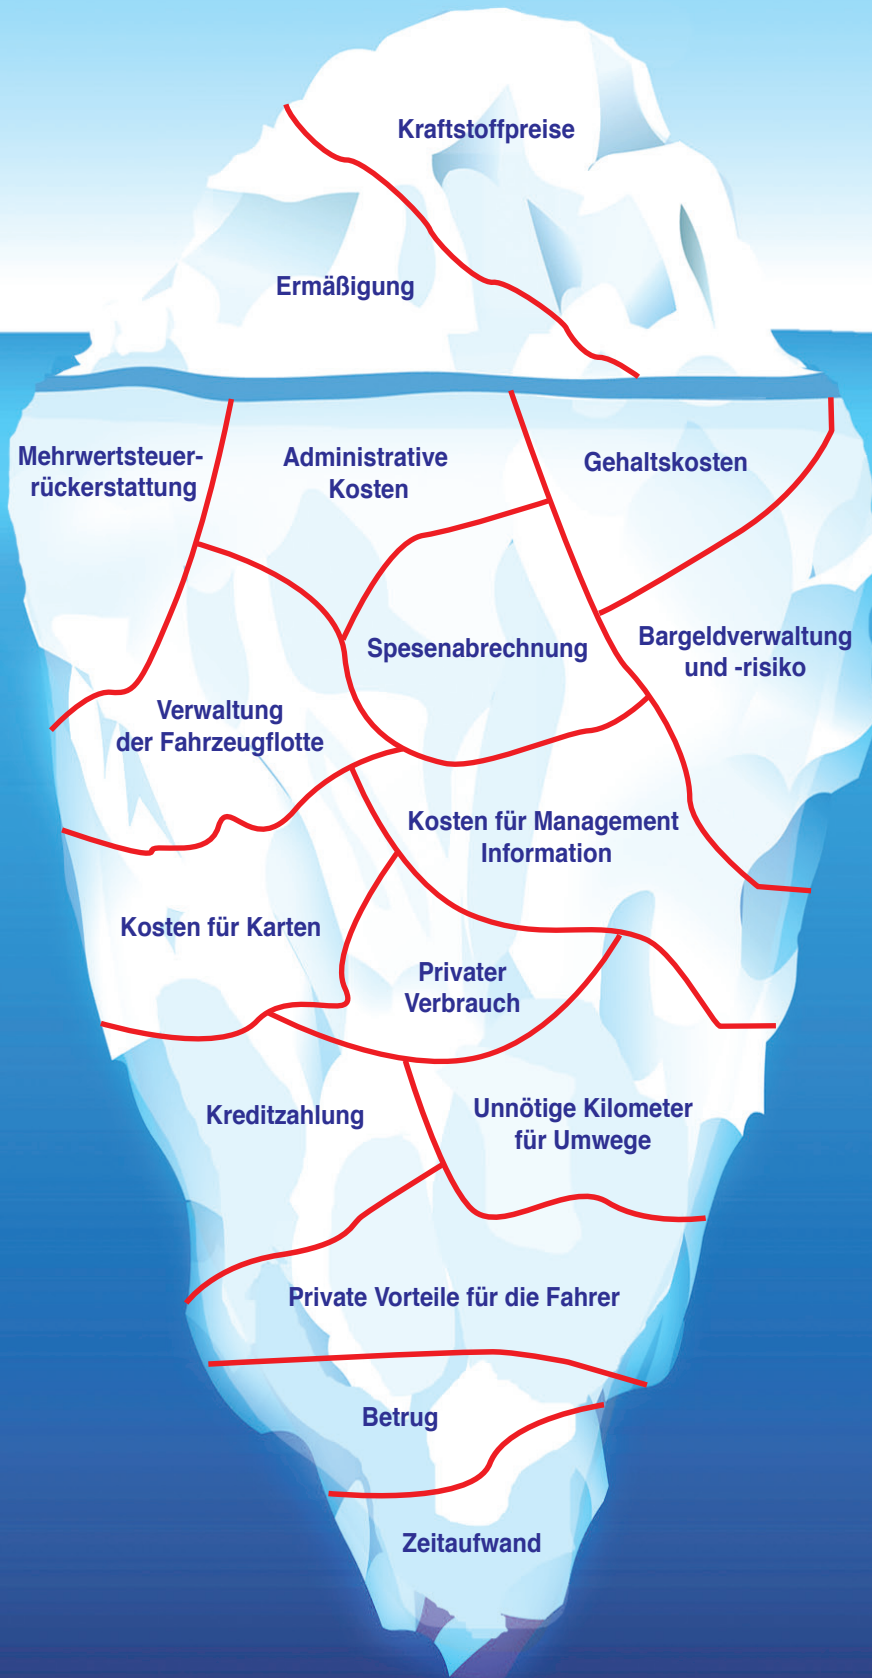 Kraftstoffpreise
Ermäßigung
Mehrwertsteuer-
rückerstattung
Administrative
Kosten
Gehaltskosten
Spesenabrechnung
Bargeldverwaltung
und -risiko
Verwaltung
der Fahrzeugflotte
Kosten für Management
Information
Kosten für Karten
Privater
Verbrauch
Kreditzahlung
Unnötige Kilometer
für Umwege
Private Vorteile für die Fahrer
Betrug
Zeitaufwand